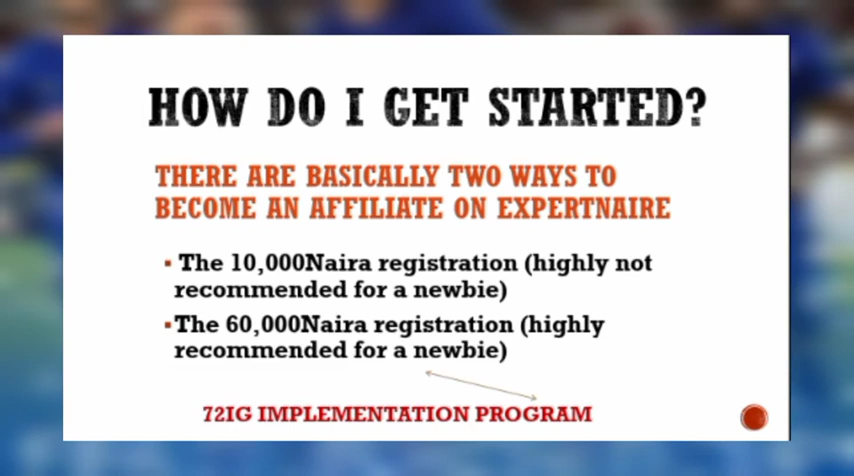 HOW DO I GET STARTED?
THERE ARE BASICALLY TWO WAYS TO
BECOME AN AFFILIATE ON EXPERTNAIRE
▪ The 10,000Naira registration (highly not
recommended for a newbie)
▪The 60,000Naira registration (highly
recommended for a newbie)
72IG IMPLEMENTATION PROGRAM